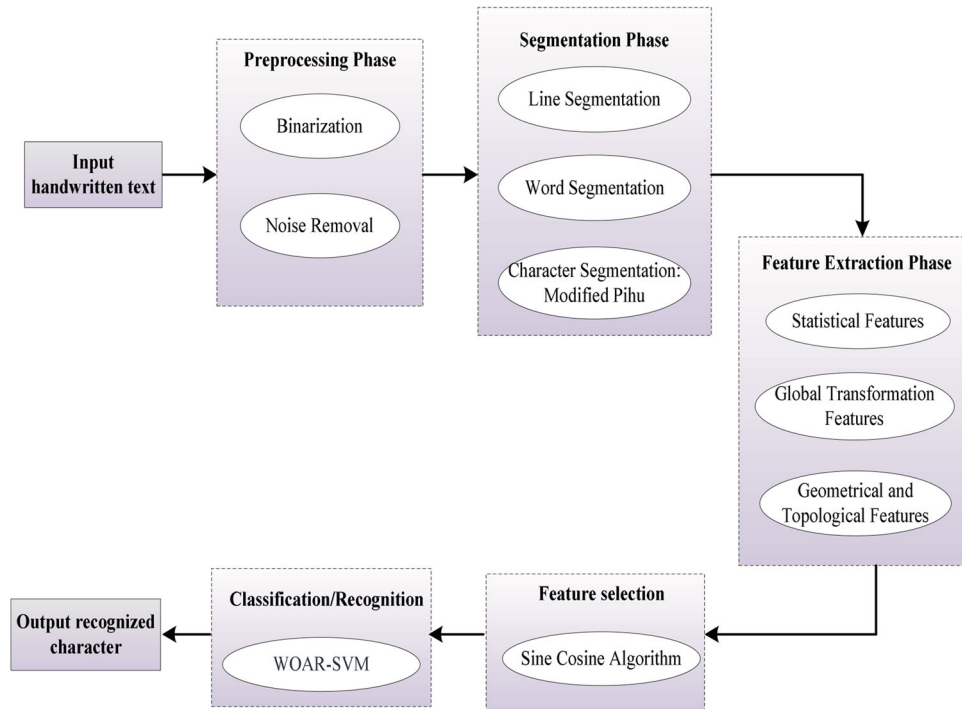 Input
handwritten text
Preprocessing Phase
Binarization
Noise Removal
Segmentation Phase
Line Segmentation
Word Segmentation
Character Segmentation:
Modified Pihu
Feature Extraction Phase
Statistical Features
Global Transformation
Features
Geometrical and
Topological Features
Feature selection
Sine Cosine Algorithm
Classification/Recognition
WOAR-SVM
Output recognized
character